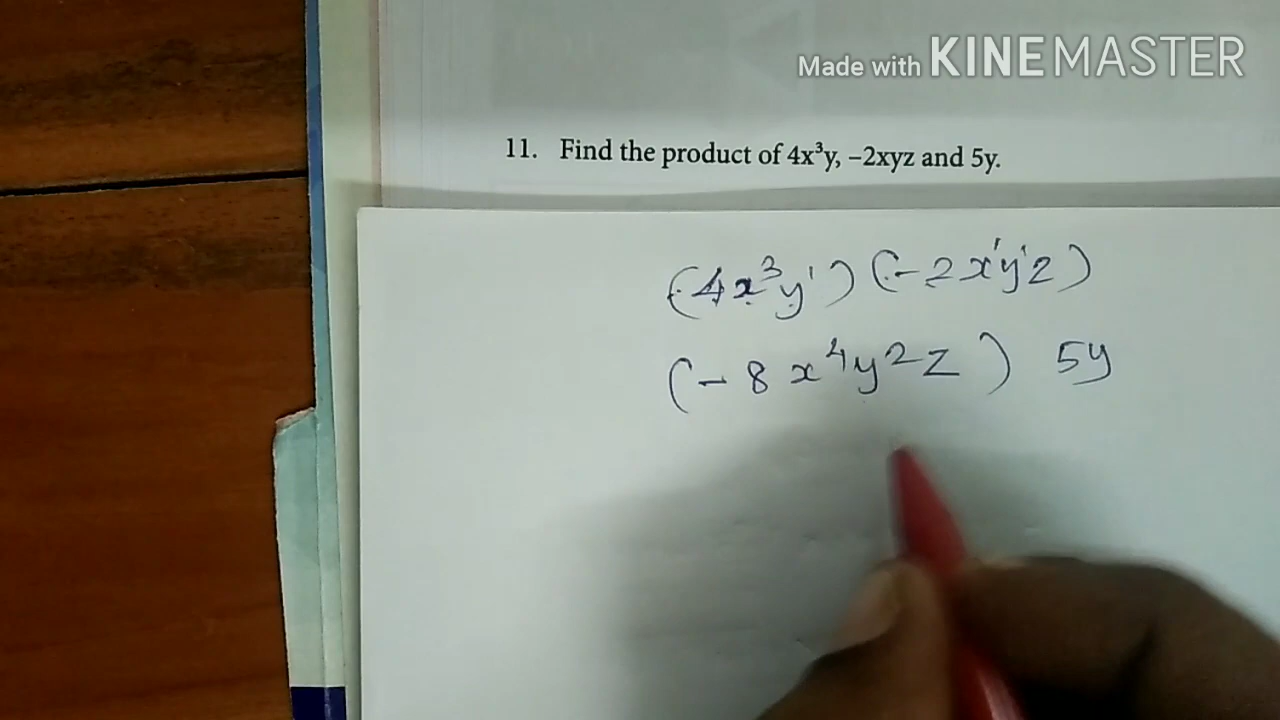 Made with KINEMASTER
11. Find the product of 4x³y, –2xyz and 5y.
(4x³y¹) (-2x¹y¹z)
(-8x⁴y²z) 5y